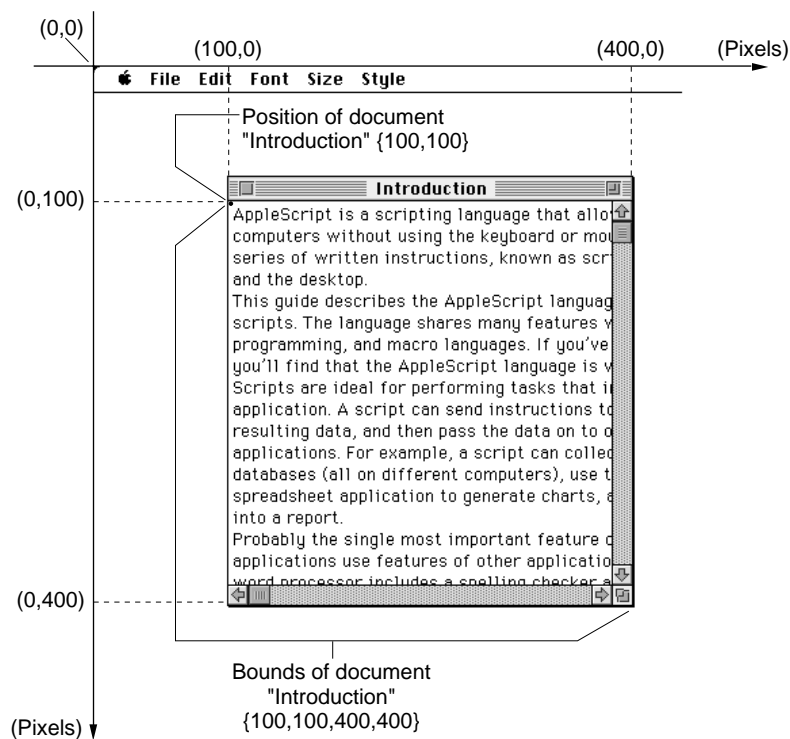 (0,0)
(100,0)
(400,0)
(Pixels)
File Edit Font Size Style
Position of document
"Introduction" {100,100}
Introduction
(0,100)
AppleScript is a scripting language that allo
computers without using the keyboard or mou
series of written instructions, known as scr
and the desktop.
This guide describes the AppleScript languag
scripts. The language shares many features
programming, and macro languages. If you've
you'll find that the AppleScript language is
Scripts are ideal for performing tasks that
application. A script can send instructions to
resulting data, and then pass the data on to o
applications. For example, a script can collec
databases (all on different computers), use t
spreadsheet application to generate charts,
into a report.
Probably the single most important feature
applications use features of other applicatio
word processor includes a spelling checker a
(0,400)
Bounds of document
"Introduction"
{100,100,400,400}
(Pixels)